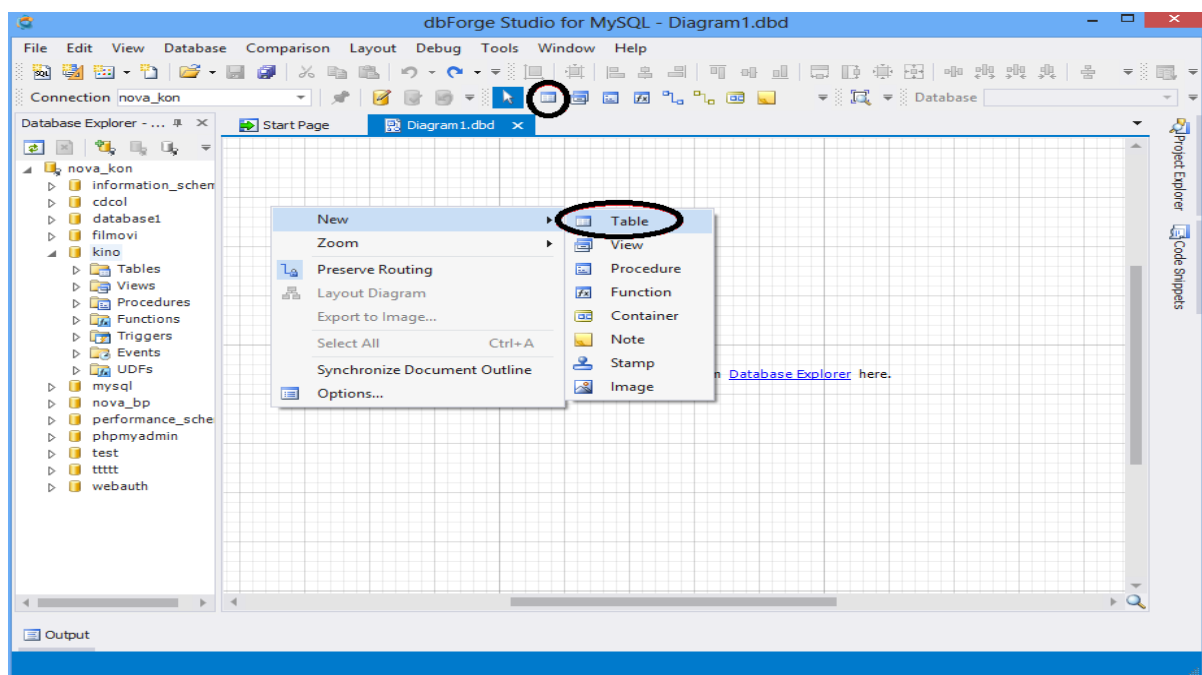 dbForge Studio for MySQL - Diagram1.dbd
File Edit View Database Comparison Layout Debug Tools Window Help
Connection nova_kon
Database
Database Explorer - ...
Start Page
Diagram1.dbd
nova_kon
information_schem
cdcol
database1
filmovi
kino
Tables
Views
Procedures
Functions
Triggers
Events
UDFs
mysql
nova_bp
performance_sche
phpmyadmin
test
ttttt
webauth
New
Zoom
Preserve Routing
Layout Diagram
Export to Image...
Select All Ctrl+A
Synchronize Document Outline
Options...
Table
View
Procedure
Function
Container
Note
Stamp
Image
Database Explorer here.
Project Explorer
Code Snippets
Output